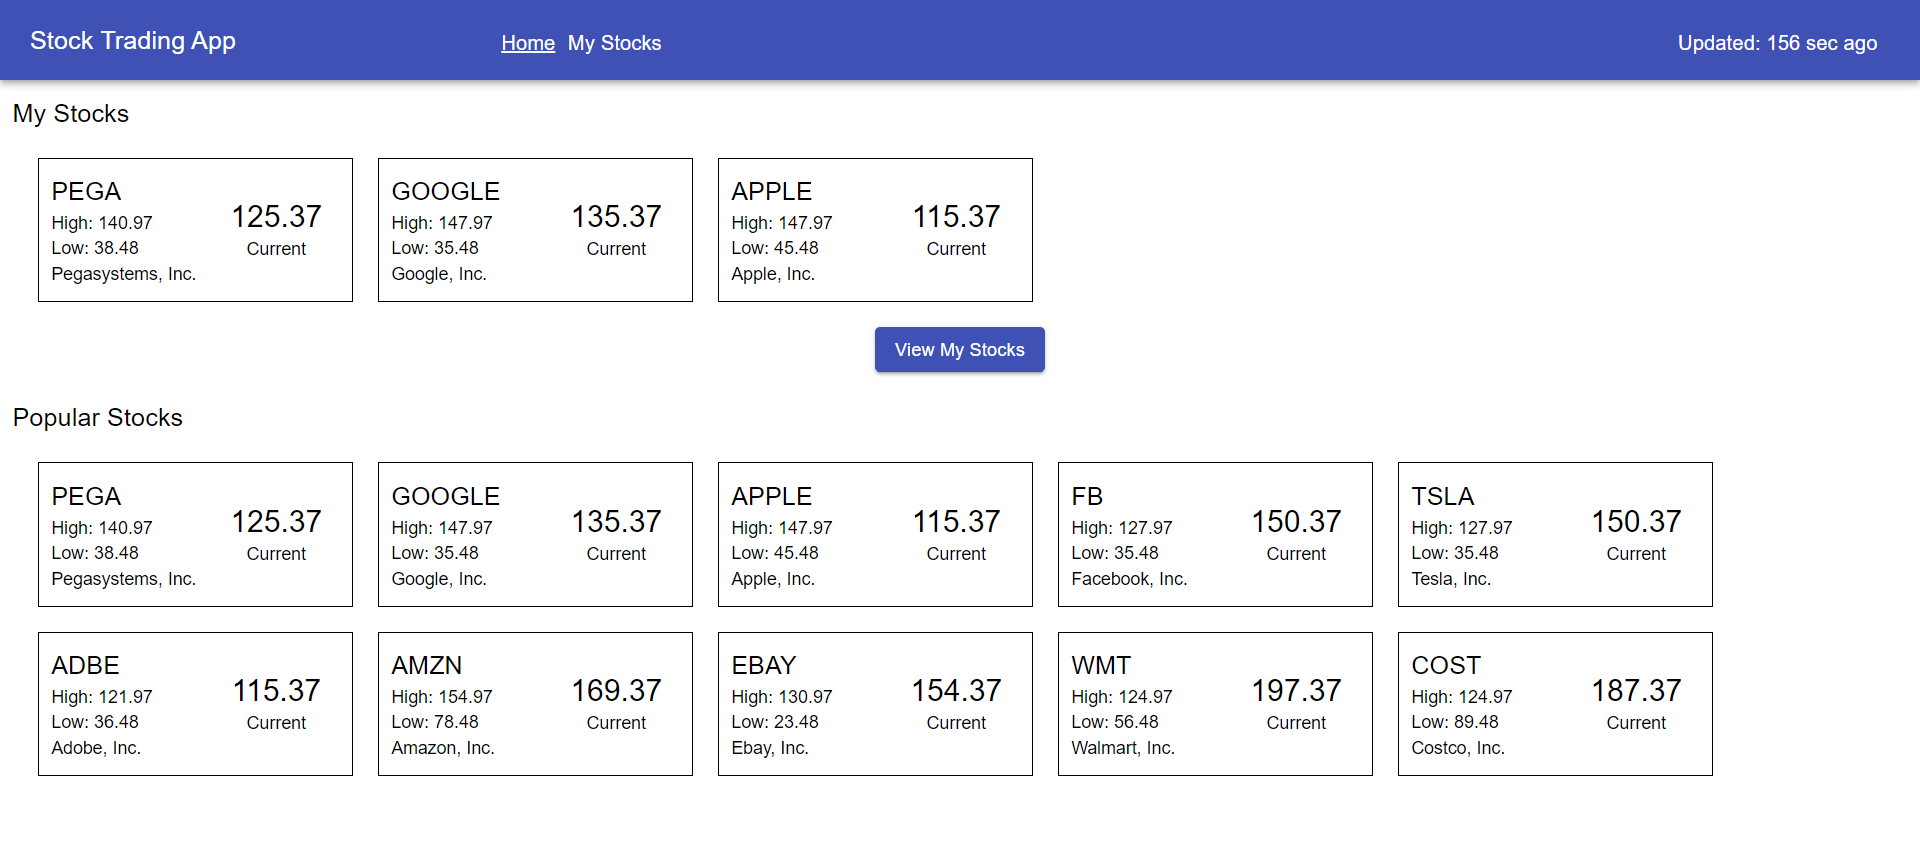 Stock Trading App
Home My Stocks
Updated: 156 sec ago
My Stocks
PEGA
High: 140.97
Low: 38.48
Pegasystems, Inc.
125.37
Current
GOOGLE
High: 147.97
Low: 35.48
Google, Inc.
135.37
Current
APPLE
High: 147.97
Low: 45.48
Apple, Inc.
115.37
Current
View My Stocks
Popular Stocks
PEGA
High: 140.97
Low: 38.48
Pegasystems, Inc.
125.37
Current
GOOGLE
High: 147.97
Low: 35.48
Google, Inc.
135.37
Current
APPLE
High: 147.97
Low: 45.48
Apple, Inc.
115.37
Current
FB
High: 127.97
Low: 35.48
Facebook, Inc.
150.37
Current
TSLA
High: 127.97
Low: 35.48
Tesla, Inc.
150.37
Current
ADBE
High: 121.97
Low: 36.48
Adobe, Inc.
115.37
Current
AMZN
High: 154.97
Low: 78.48
Amazon, Inc.
169.37
Current
EBAY
High: 130.97
Low: 23.48
Ebay, Inc.
154.37
Current
WMT
High: 124.97
Low: 56.48
Walmart, Inc.
197.37
Current
COST
High: 124.97
Low: 89.48
Costco, Inc.
187.37
Current